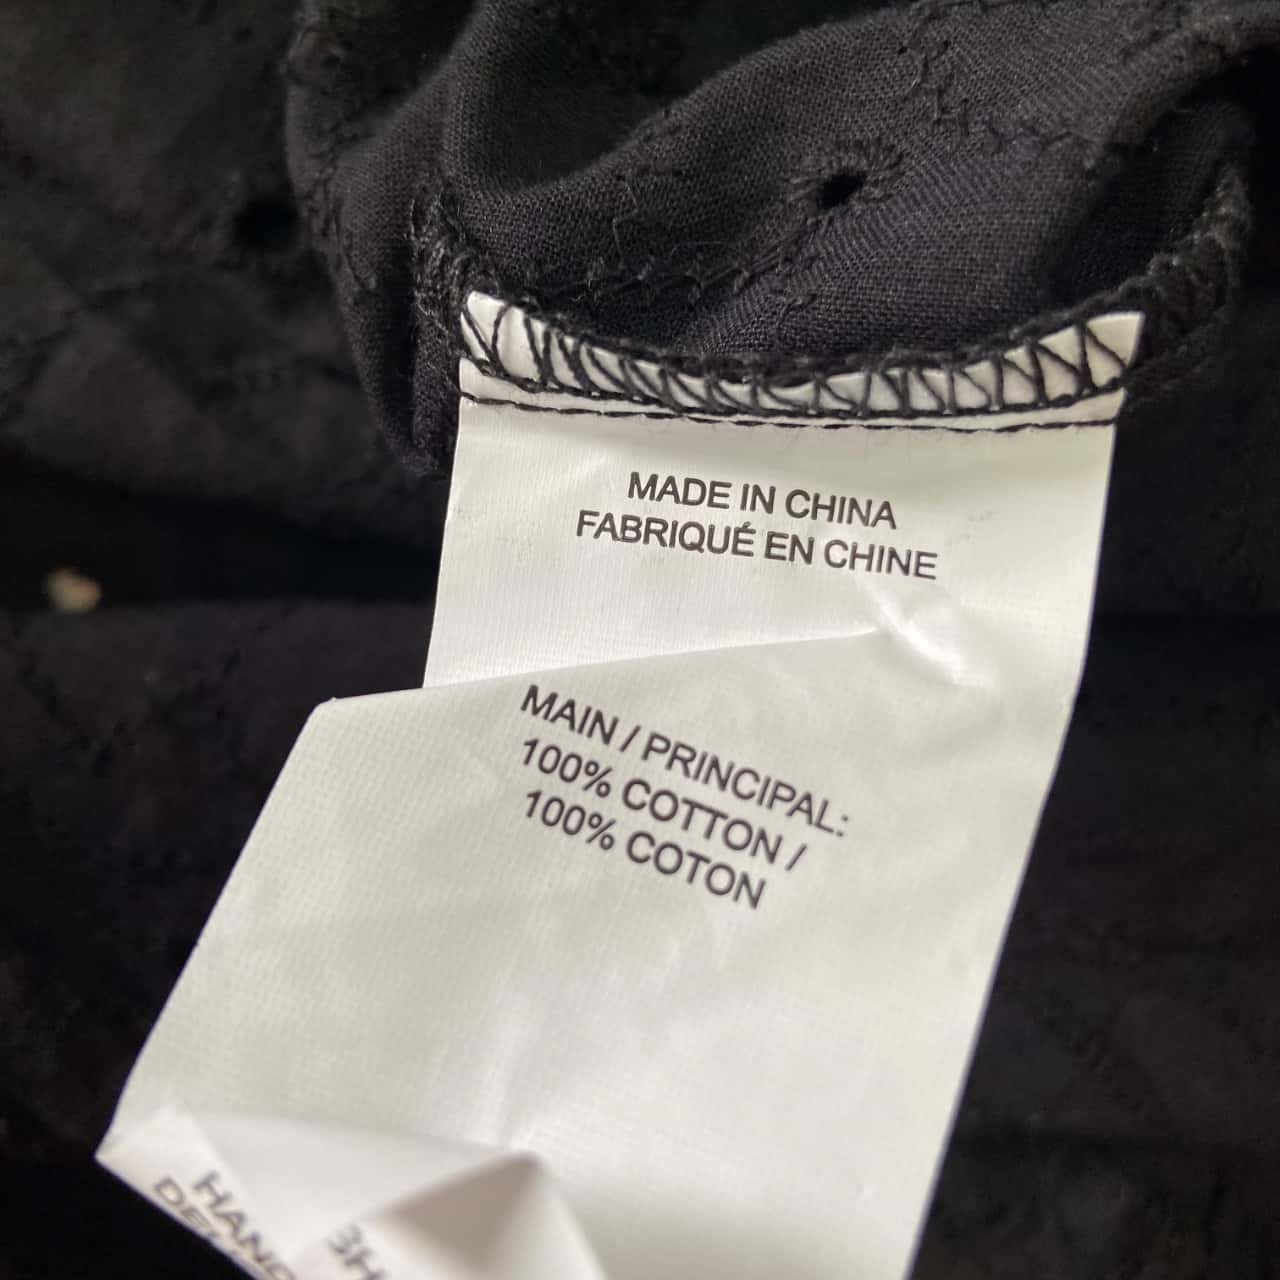 MADE IN CHINA
FABRIQUÉ EN CHINE
MAIN / PRINCIPAL:
100% COTTON /
100% COTON